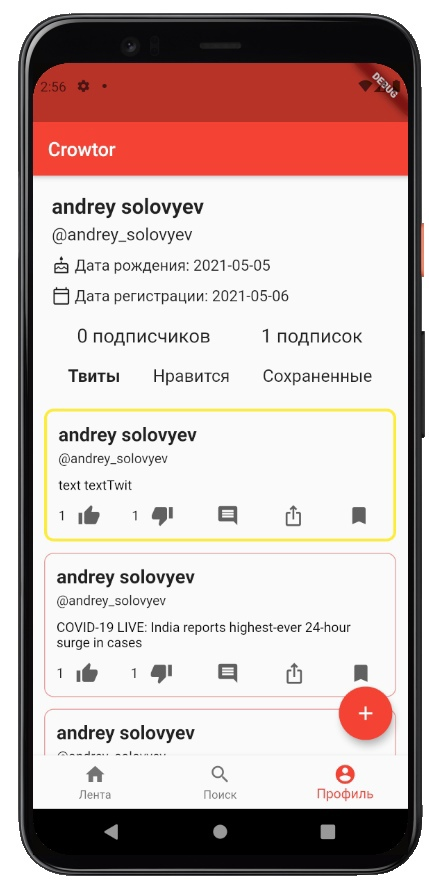 2:56
DEBUG
Crowtor
andrey solovyev
@andrey_solovyev
Дата рождения: 2021-05-05
Дата регистрации: 2021-05-06
0 подписчиков 1 подписок
Твиты Нравится Сохраненные
andrey solovyev
@andrey_solovyev
text textTwit
1 1
andrey solovyev
@andrey_solovyev
COVID-19 LIVE: India reports highest-ever 24-hour
surge in cases
1 1
andrey solovyev
@andrey_solovyev
Лента Поиск Профиль